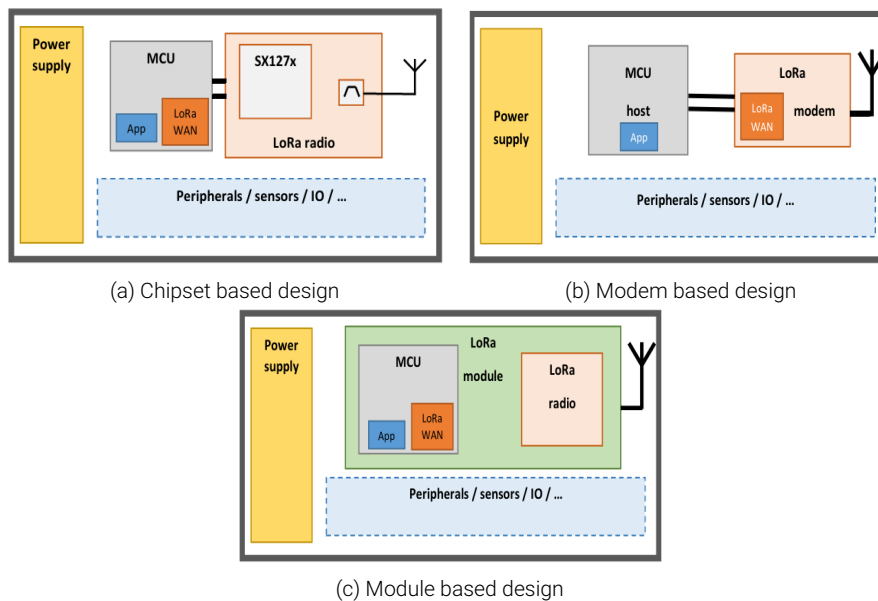 Power
supply
MCU
App
LoRa
WAN
SX127x
LoRa radio
Peripherals / sensors / IO / ...
(a) Chipset based design
Power
supply
MCU
host
App
LoRa
modem
LoRa
WAN
Peripherals / sensors / IO / ...
(b) Modem based design
Power
supply
LoRa
module
MCU
App
LoRa
WAN
LoRa
radio
Peripherals / sensors / IO / ...
(c) Module based design